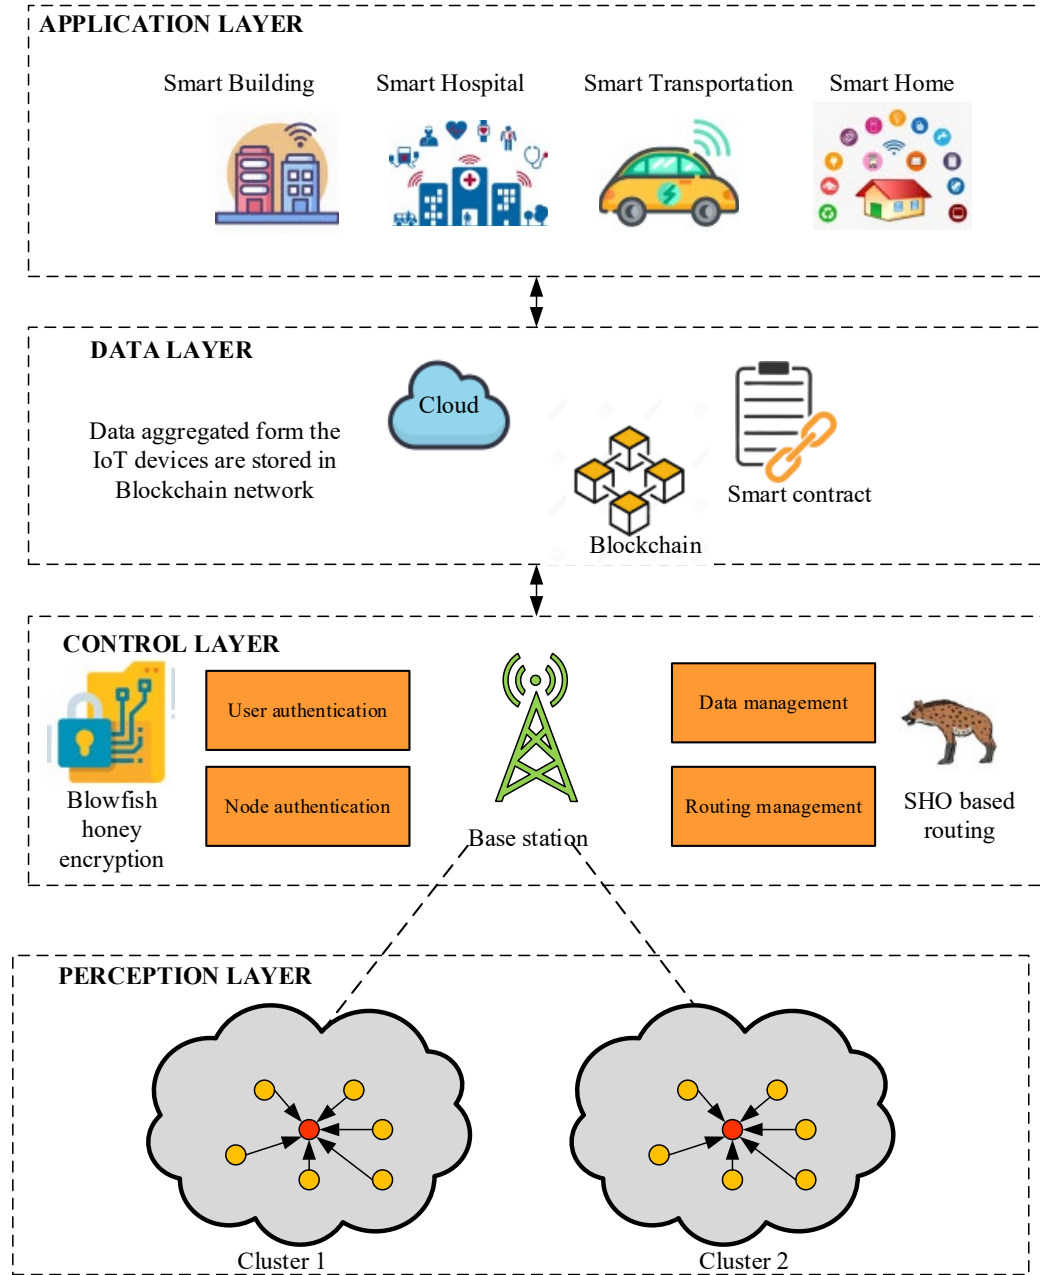 APPLICATION LAYER
Smart Building
Smart Hospital
Smart Transportation
Smart Home
DATA LAYER
Cloud
Data aggregated form the
IoT devices are stored in
Blockchain network
Smart contract
Blockchain
CONTROL LAYER
User authentication
Data management
Node authentication
Routing management
Blowfish
honey
encryption
Base station
SHO based
routing
PERCEPTION LAYER
Cluster 1
Cluster 2